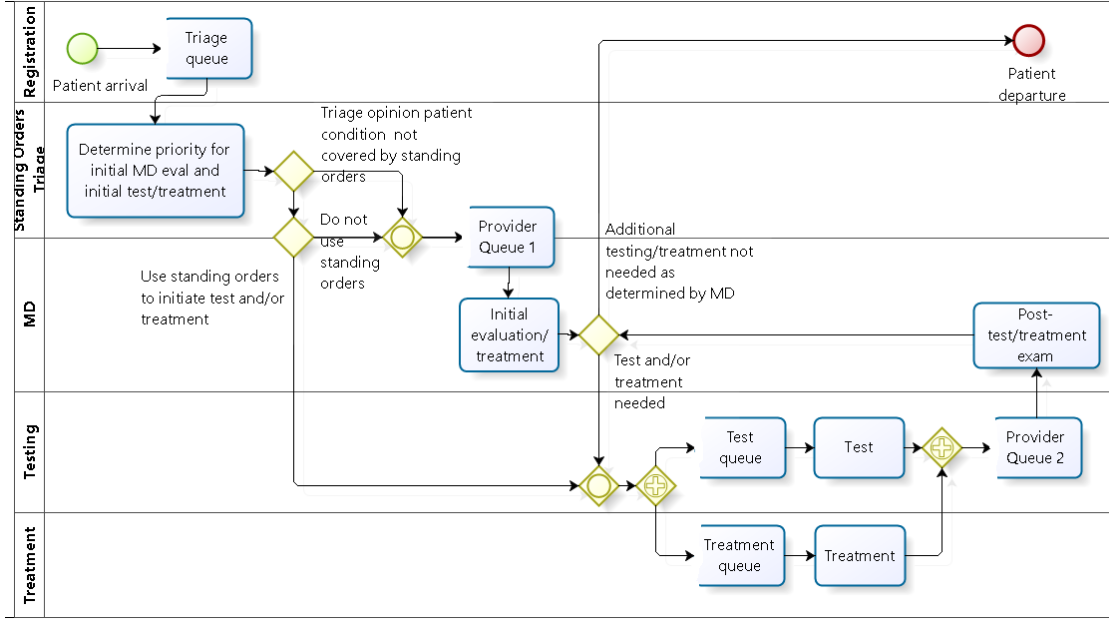 Registration
Triage
queue
Patient arrival
Patient
departure
Standing Orders
Triage
Determine priority for
initial MD eval and
initial test/treatment
Triage opinion patient
condition  not
covered by standing
orders
Do not
use
standing
orders
Provider
Queue 1
Use standing orders
to initiate test and/or
treatment
Additional
testing/treatment not
needed as
determined by MD
MD
Initial
evaluation/
treatment
Post-
test/treatment
exam
Test and/or
treatment
needed
Testing
Test
queue
Test
Provider
Queue 2
Treatment
Treatment
queue
Treatment